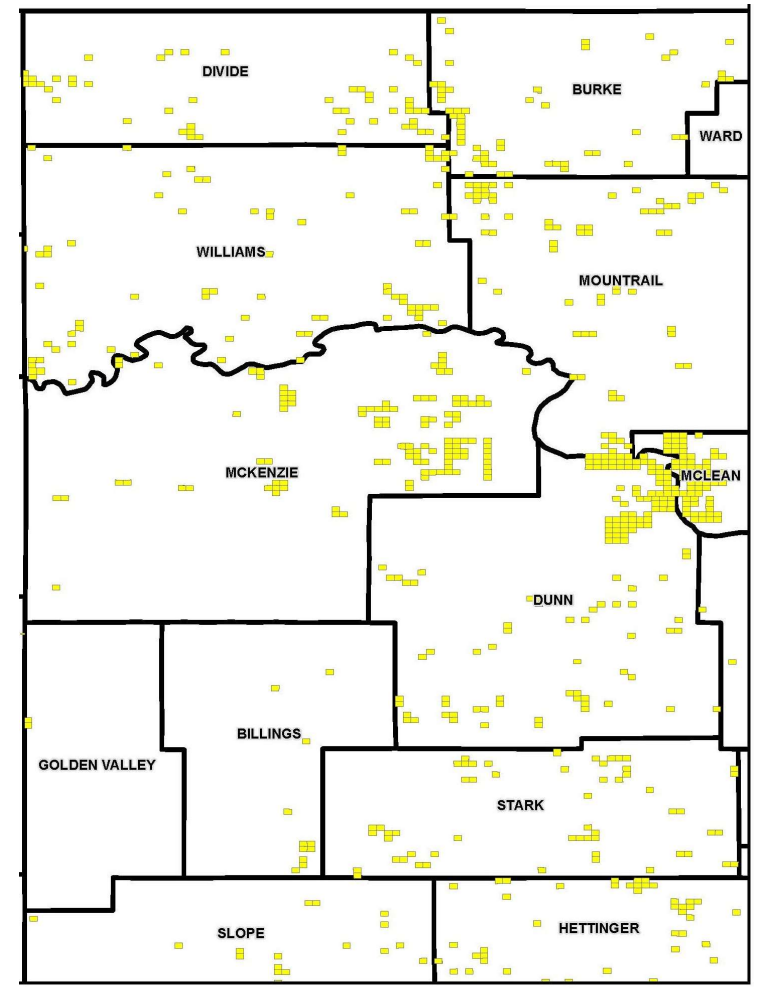 DIVIDE
BURKE
WARD
WILLIAMS
MOUNTRAIL
MCKENZIE
MCLEAN
DUNN
BILLINGS
GOLDEN VALLEY
STARK
SLOPE
HETTINGER